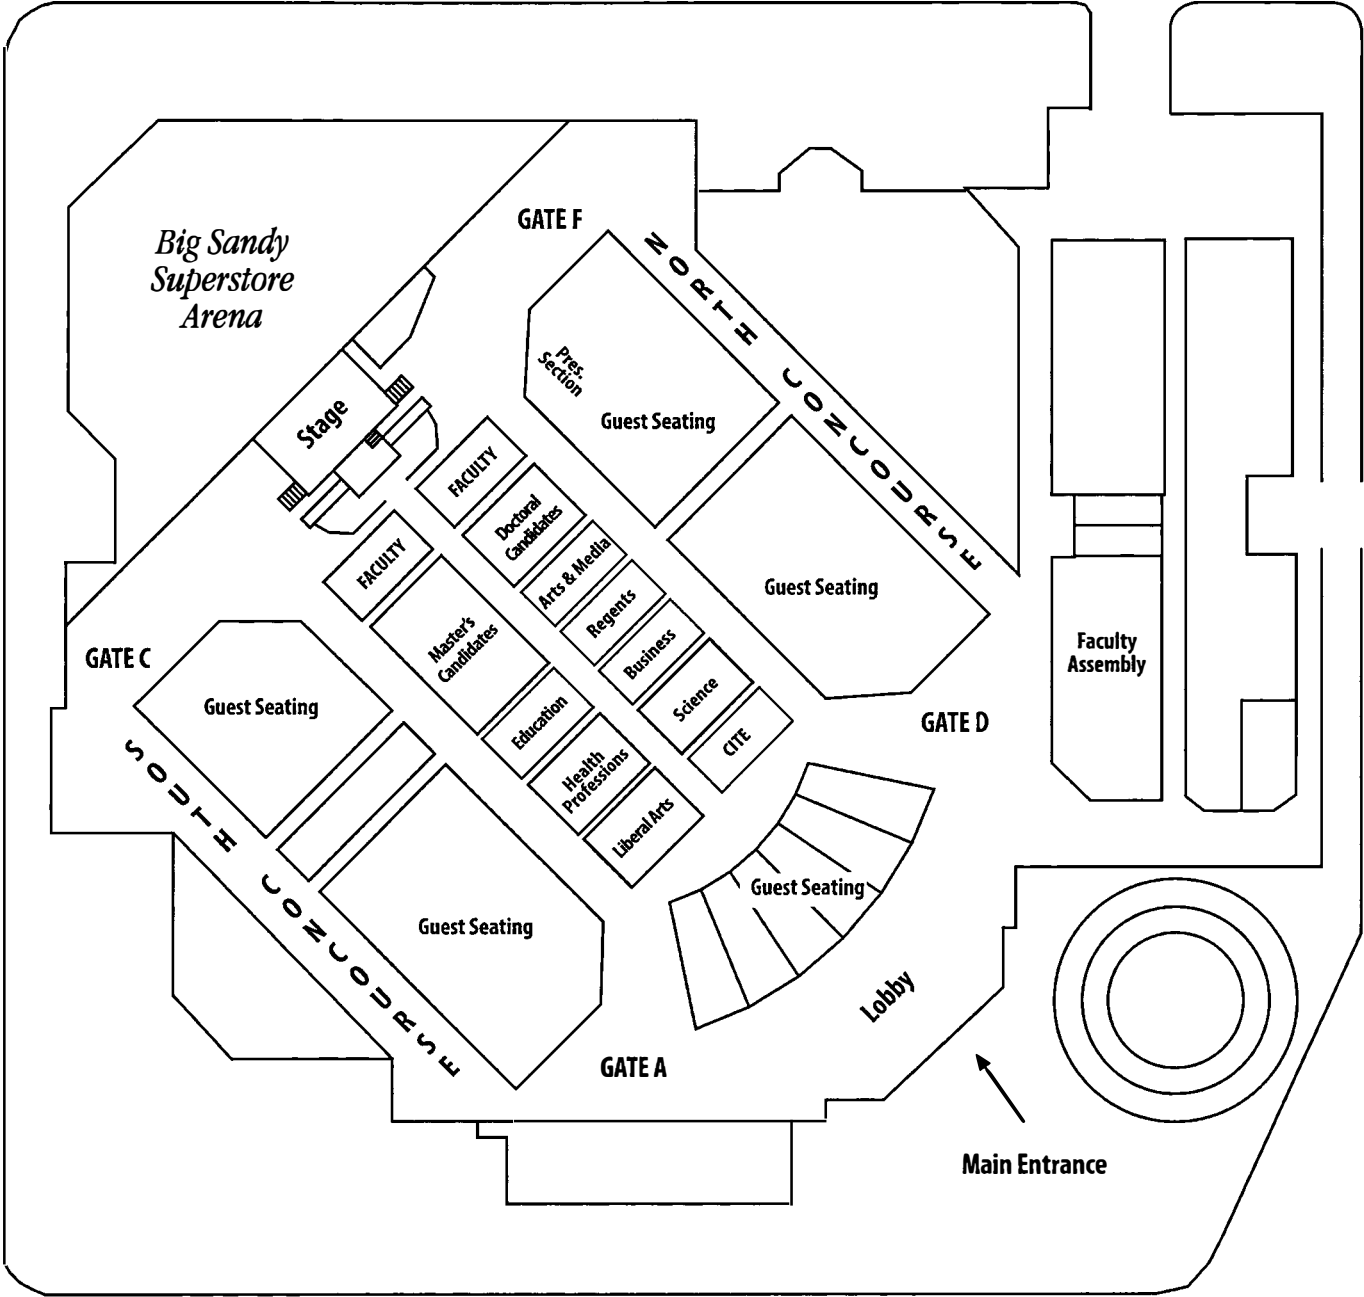 GATE F
Big Sandy
Superstore
Arena
NORTH CONCOURSE
Pres.
Section
Guest Seating
Stage
FACULTY
Doctoral
Candidates
FACULTY
Arts & Media
Regents
Guest Seating
Master's
Candidates
Business
Faculty
Assembly
GATE C
Guest Seating
Science
Education
CITE
GATE D
SOUTH CONCOURSE
Health
Professions
Liberal Arts
Guest Seating
Guest Seating
Lobby
GATE A
Main Entrance